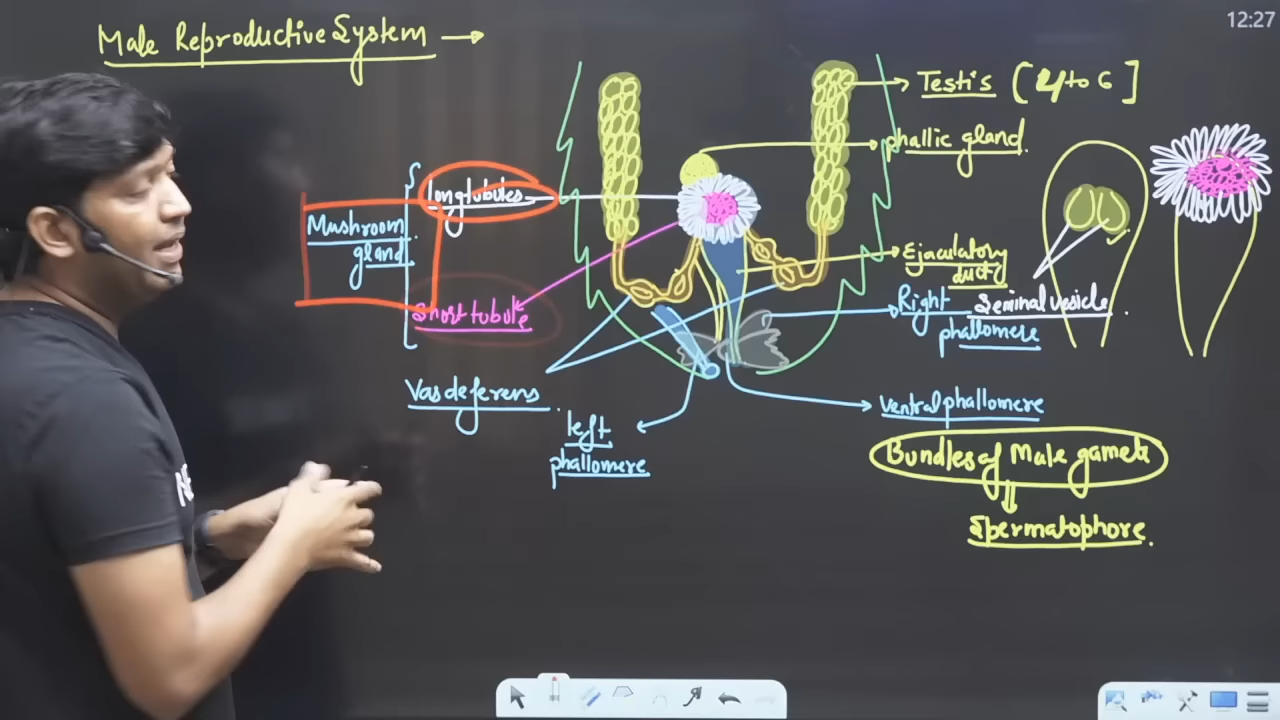 12:27
Male Reproductive System
Testis [4 to 6]
phallic gland.
long tubules
Mushroom
gland.
Short tubule
Ejaculatory
duct
Right
phallomere
Seminal vesicle.
Vas deferens.
left
phallomere
Ventral phallomere
Bundles of Male gamete
Spermatophore.